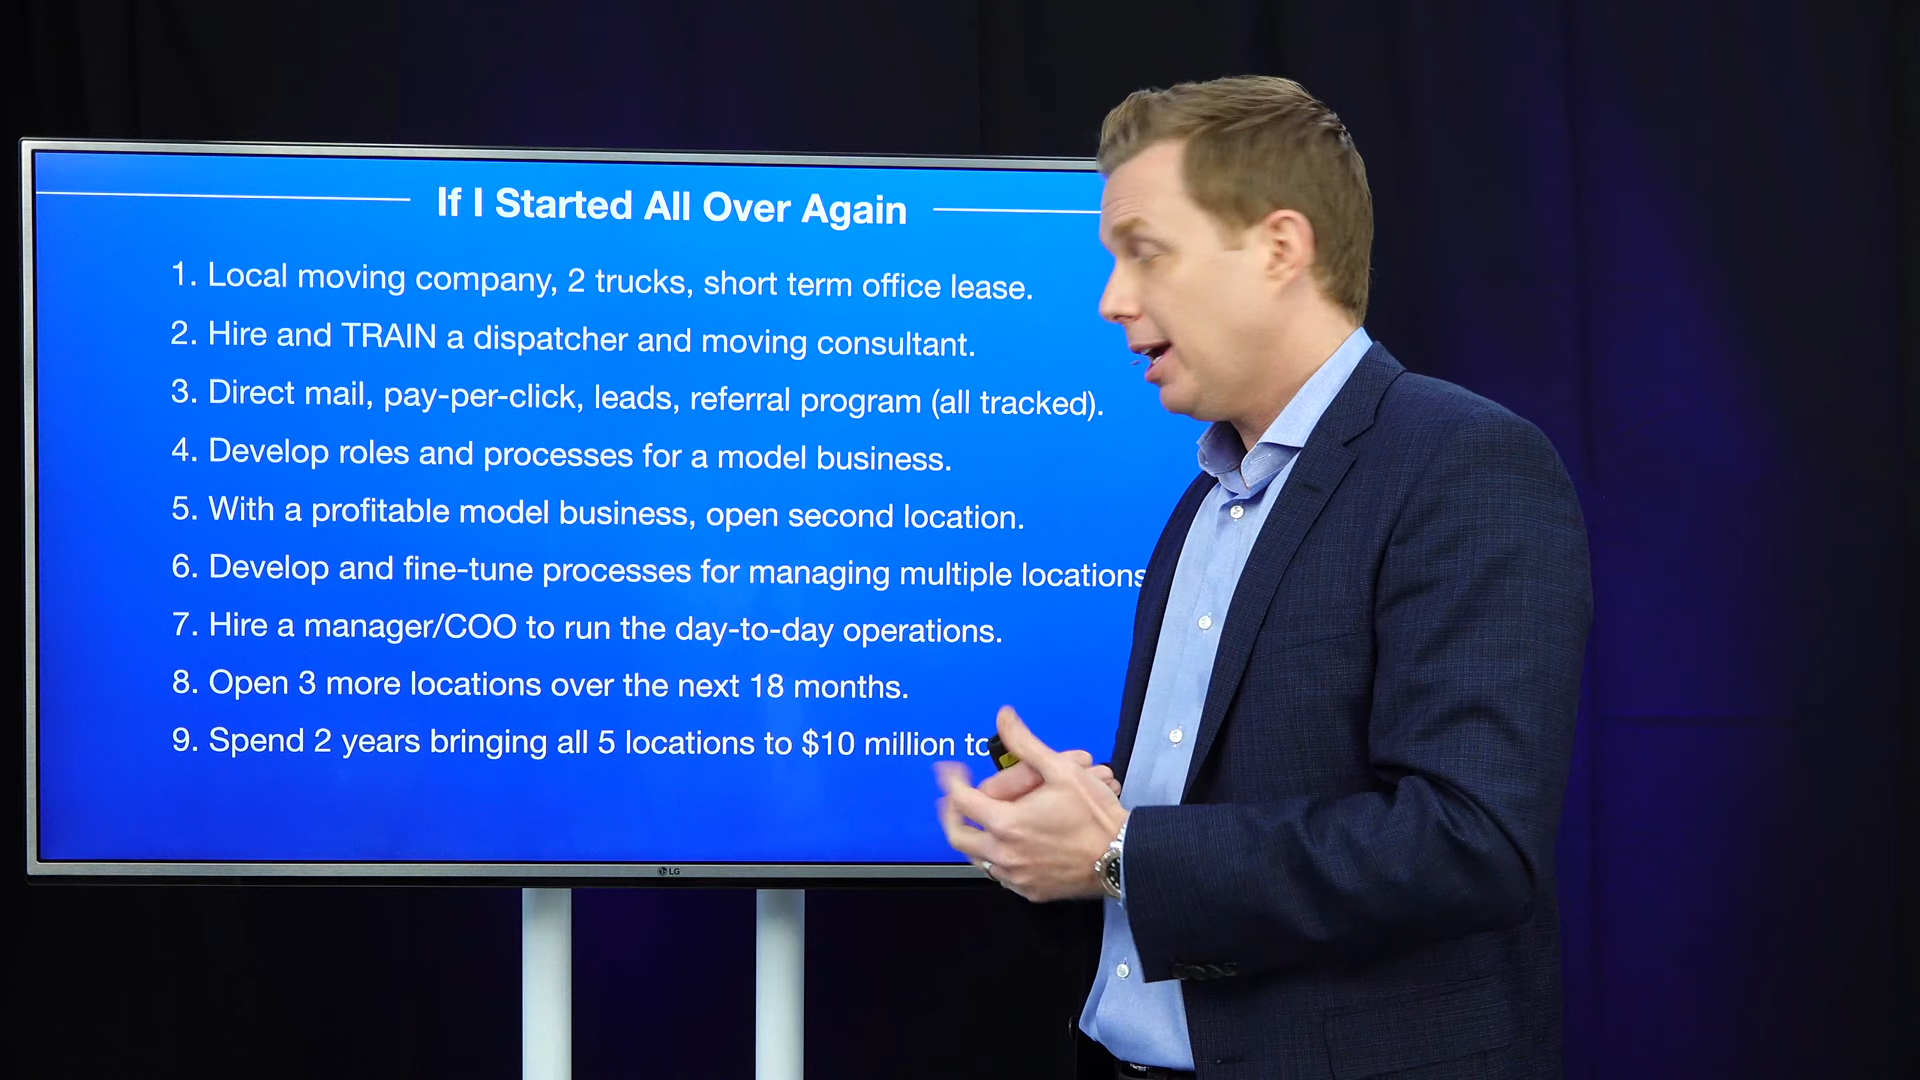 If I Started All Over Again
1. Local moving company, 2 trucks, short term office lease.
2. Hire and TRAIN a dispatcher and moving consultant.
3. Direct mail, pay-per-click, leads, referral program (all tracked).
4. Develop roles and processes for a model business.
5. With a profitable model business, open second location.
6. Develop and fine-tune processes for managing multiple locations
7. Hire a manager/COO to run the day-to-day operations.
8. Open 3 more locations over the next 18 months.
9. Spend 2 years bringing all 5 locations to $10 million
LG